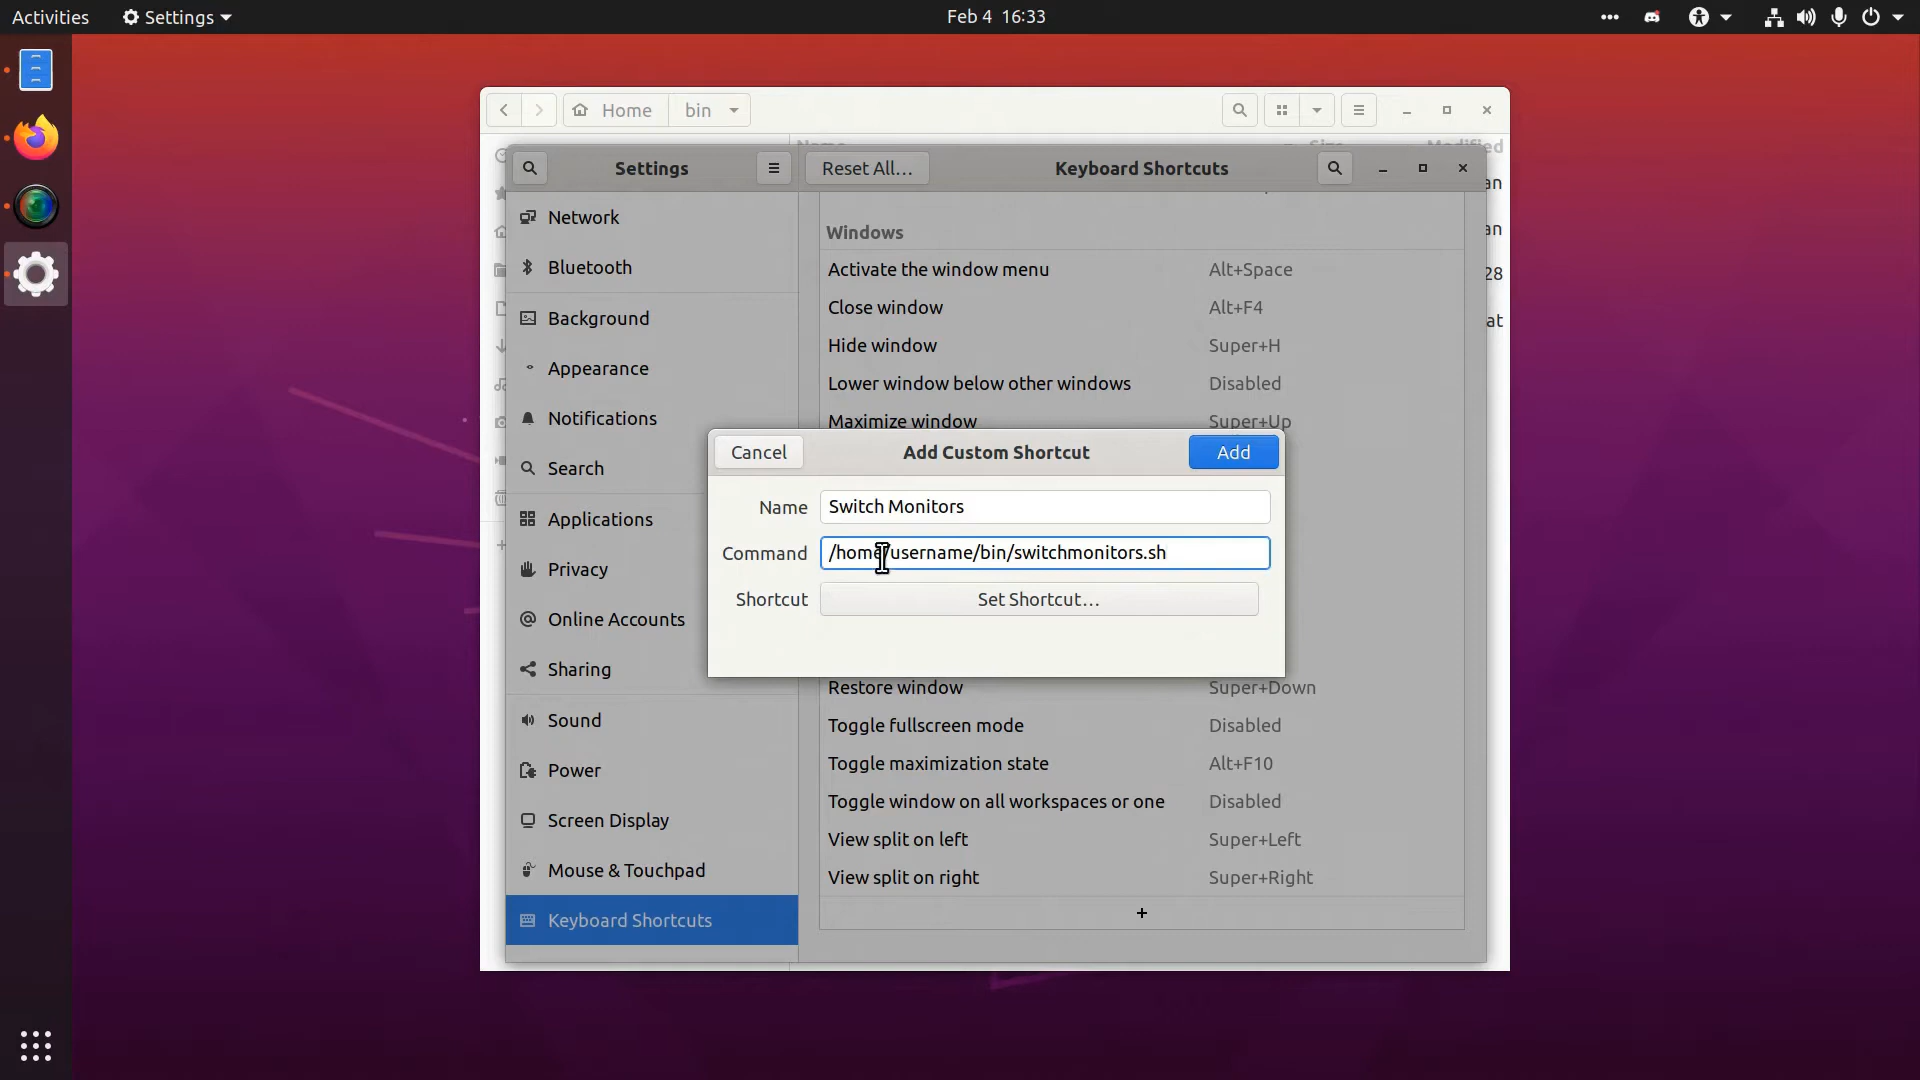 Activities Settings Feb 4 16:33
Home bin
Name Size Modified
Settings Reset All... Keyboard Shortcuts
Network
Bluetooth
Background
Appearance
Notifications
Search
Applications
Privacy
Online Accounts
Sharing
Sound
Power
Screen Display
Mouse & Touchpad
Keyboard Shortcuts
Windows
Activate the window menu Alt+Space
Close window Alt+F4
Hide window Super+H
Lower window below other windows Disabled
Maximize window Super+Up
Cancel Add Custom Shortcut Add
Name Switch Monitors
Command /home/username/bin/switchmonitors.sh
Shortcut Set Shortcut...
Restore window Super+Down
Toggle fullscreen mode Disabled
Toggle maximization state Alt+F10
Toggle window on all workspaces or one Disabled
View split on left Super+Left
View split on right Super+Right
+